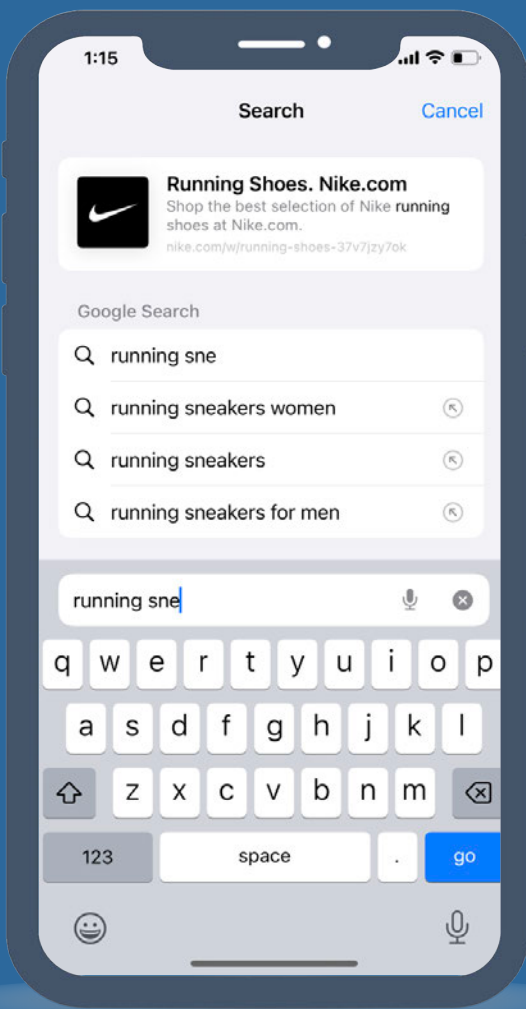 1:15
Search
Cancel
Running Shoes. Nike.com
Shop the best selection of Nike running
shoes at Nike.com.
nike.com/w/running-shoes-37v7jzy7ok
Google Search
running sne
running sneakers women
running sneakers
running sneakers for men
running sne
q w e r t y u i o p
a s d f g h j k l
z x c v b n m
123 space . go